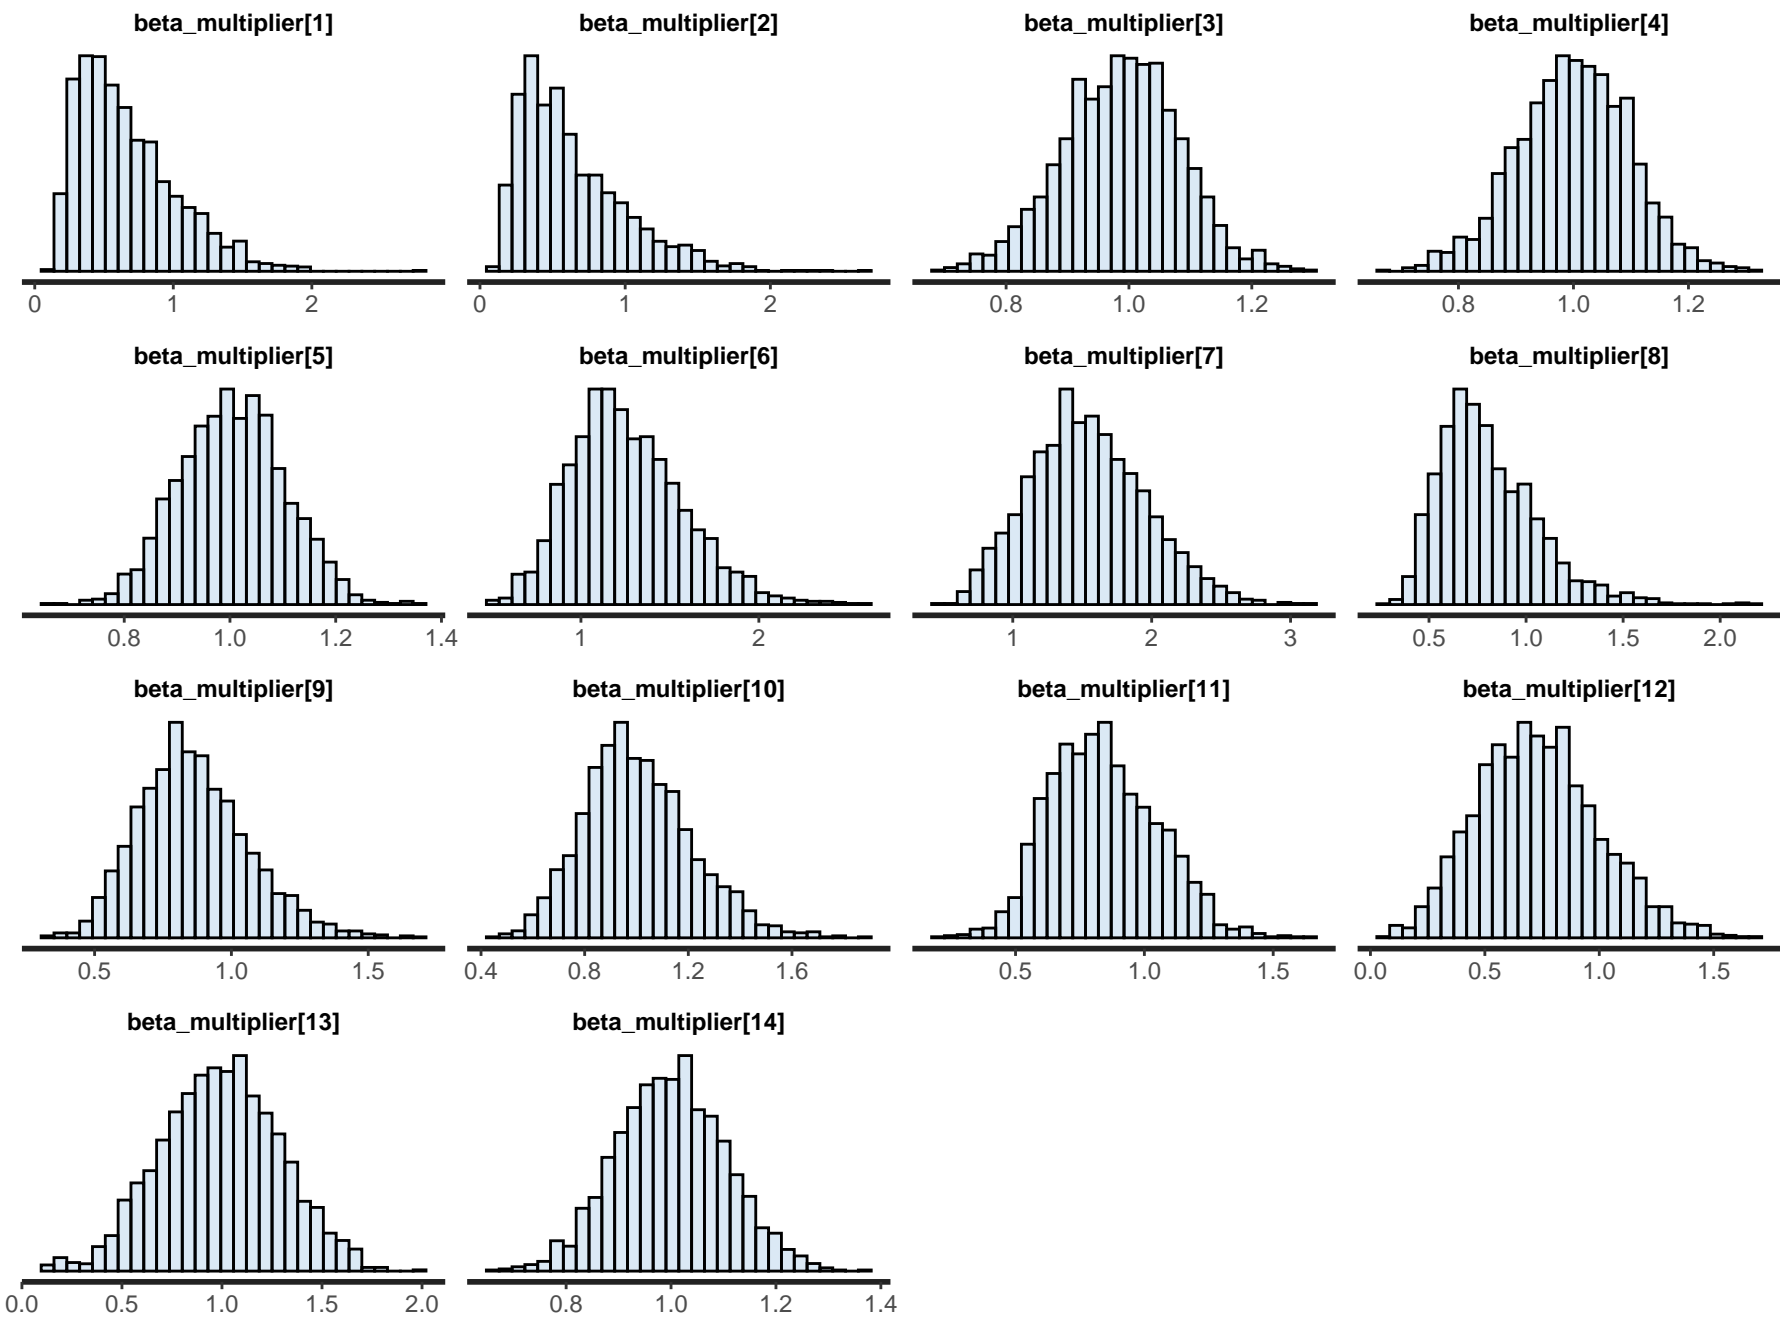 beta_multiplier[1] beta_multiplier[2] beta_multiplier[3] beta_multiplier[4]
0 1 2 0 1 2 0.8 1.0 1.2 0.8 1.0 1.2
beta_multiplier[5] beta_multiplier[6] beta_multiplier[7] beta_multiplier[8]
0.8 1.0 1.2 1.4 1 2 1 2 3 0.5 1.0 1.5 2.0
beta_multiplier[9] beta_multiplier[10] beta_multiplier[11] beta_multiplier[12]
0.5 1.0 1.5 0.4 0.8 1.2 1.6 0.5 1.0 1.5 0.0 0.5 1.0 1.5
beta_multiplier[13] beta_multiplier[14]
0.0 0.5 1.0 1.5 2.0 0.8 1.0 1.2 1.4